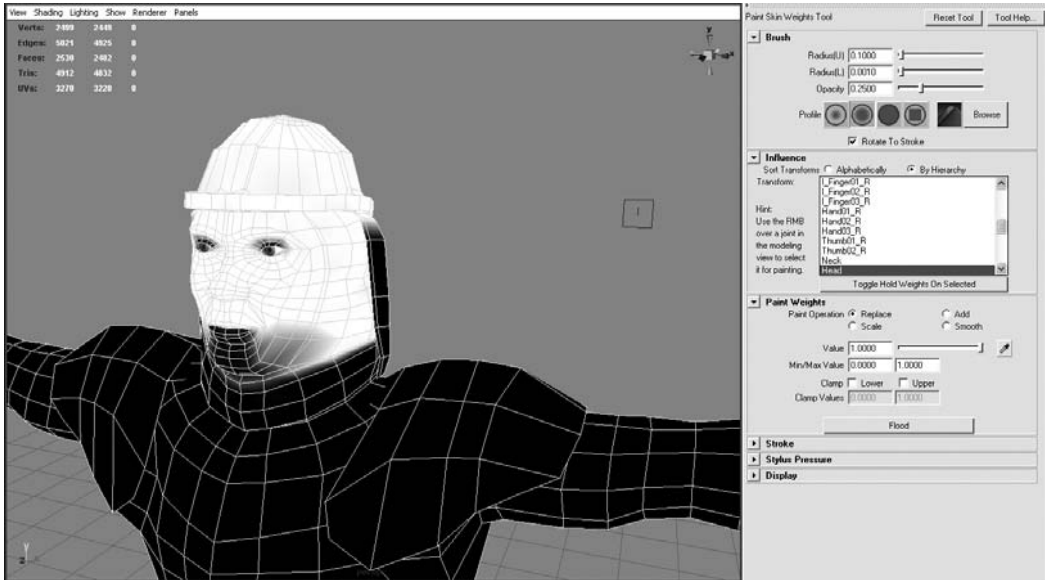 View Shading Lighting Show Renderer Panels
Verts: 2499 2449 0
Edges: 5021 4925 0
Faces: 2530 2482 0
Tris: 4912 4832 0
UVs: 3270 3220 0
y
x
y
z
Paint Skin Weights Tool Reset Tool Tool Help...
Brush
Radius(U) 0.1000
Radius(L) 0.0010
Opacity 0.2500
Profile Browse
Rotate To Stroke
Influence
Sort Transforms Alphabetically By Hierarchy
Transform:
I_Finger01_R
I_Finger02_R
I_Finger03_R
Hand01_R
Hand02_R
Hand03_R
Thumb01_R
Thumb02_R
Neck
Head
Hint:
Use the RMB
over a joint in
the modeling
view to select
it for painting.
Toggle Hold Weights On Selected
Paint Weights
Paint Operation Replace Add
Scale Smooth
Value 1.0000
Min/Max Value 0.0000 1.0000
Clamp Lower Upper
Clamp Values 0.0000 1.0000
Flood
Stroke
Stylus Pressure
Display